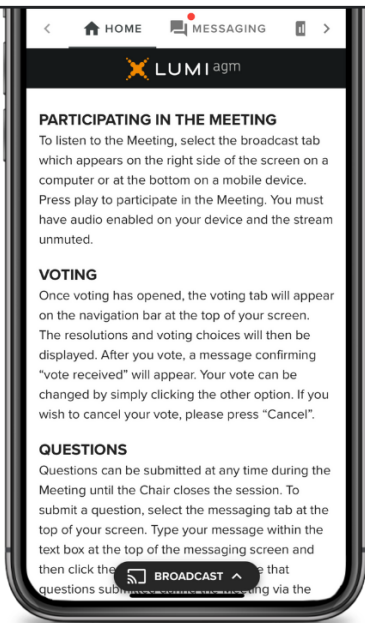 HOME MESSAGING
LUMI agm
PARTICIPATING IN THE MEETING
To listen to the Meeting, select the broadcast tab
which appears on the right side of the screen on a
computer or at the bottom on a mobile device.
Press play to participate in the Meeting. You must
have audio enabled on your device and the stream
unmuted.
VOTING
Once voting has opened, the voting tab will appear
on the navigation bar at the top of your screen.
The resolutions and voting choices will then be
displayed. After you vote, a message confirming
“vote received” will appear. Your vote can be
changed by simply clicking the other option. If you
wish to cancel your vote, please press “Cancel”.
QUESTIONS
Questions can be submitted at any time during the
Meeting until the Chair closes the session. To
submit a question, select the messaging tab at the
top of your screen. Type your message within the
text box at the top of the messaging screen and
then click the that
BROADCAST
questions submitted during the Meeting via the